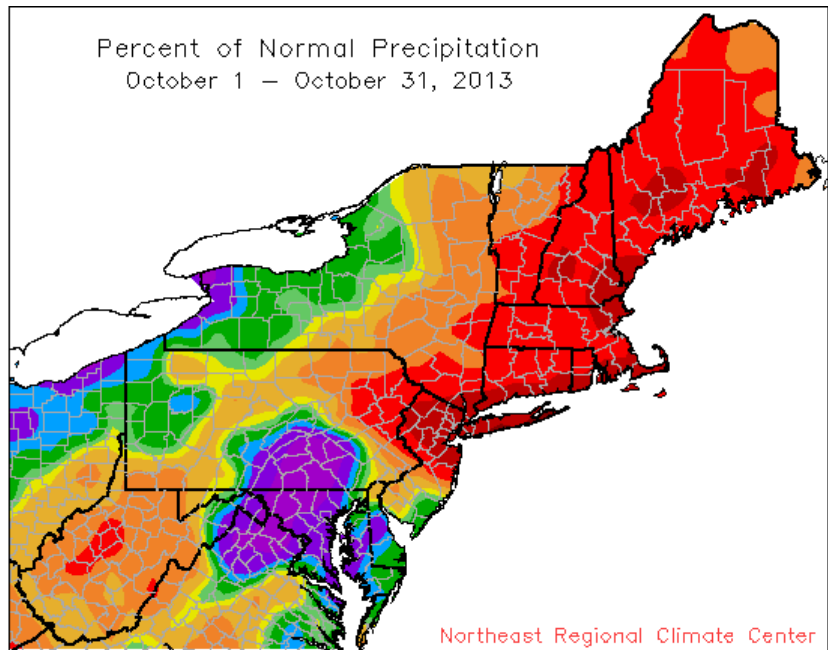 Percent of Normal Precipitation
October 1 – October 31, 2013
Northeast Regional Climate Center